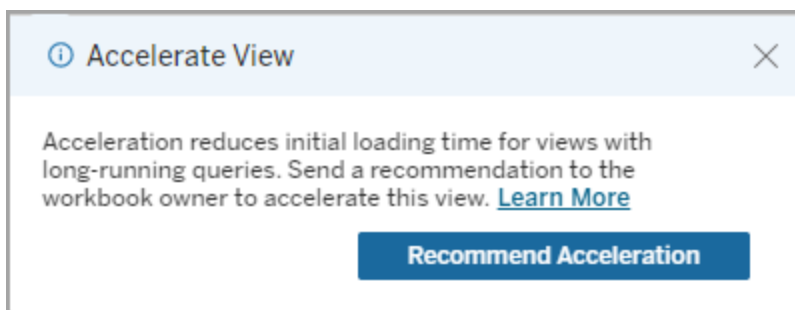 Accelerate View
Acceleration reduces initial loading time for views with
long-running queries. Send a recommendation to the
workbook owner to accelerate this view. Learn More
Recommend Acceleration